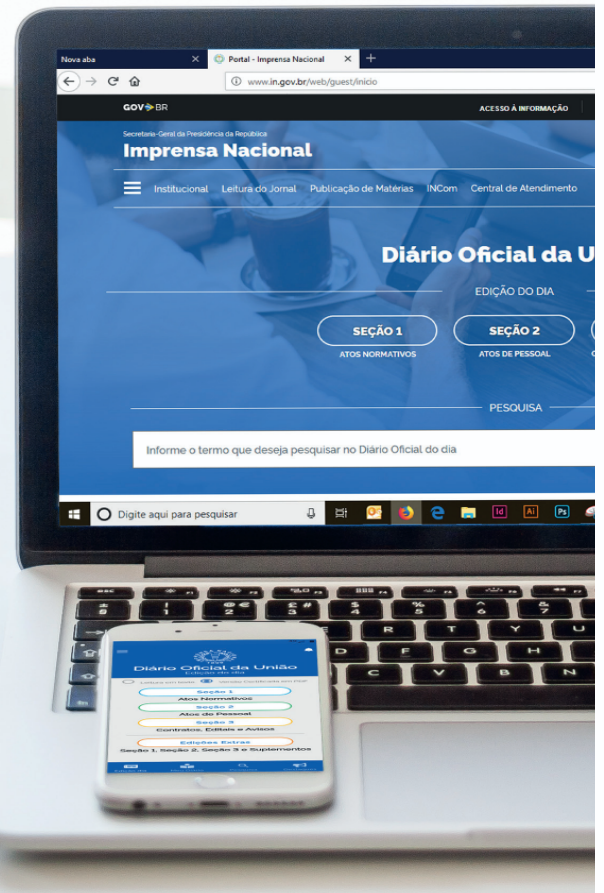 Nova aba
Portal - Imprensa Nacional
www.in.gov.br/web/guest/inicio
GOV BR
ACESSO À INFORMAÇÃO
Secretaria-Geral da Presidência da República
Imprensa Nacional
Institucional Leitura do Jornal Publicação de Matérias INCom Central de Atendimento
Diário Oficial da U
EDIÇÃO DO DIA
SEÇÃO 1
SEÇÃO 2
ATOS NORMATIVOS
ATOS DE PESSOAL
PESQUISA
Informe o termo que deseja pesquisar no Diário Oficial do dia
Digite aqui para pesquisar
Id Ai Ps
R T Y U
D F G H
C V B N
Diário Oficial da União
Edição do dia
Seção 1
Atos Normativos
Seção 2
Atos de Pessoal
Seção 3
Contratos, Editais e Avisos
Edições Extras
Seção 1, Seção 2, Seção 3 e Suplementos